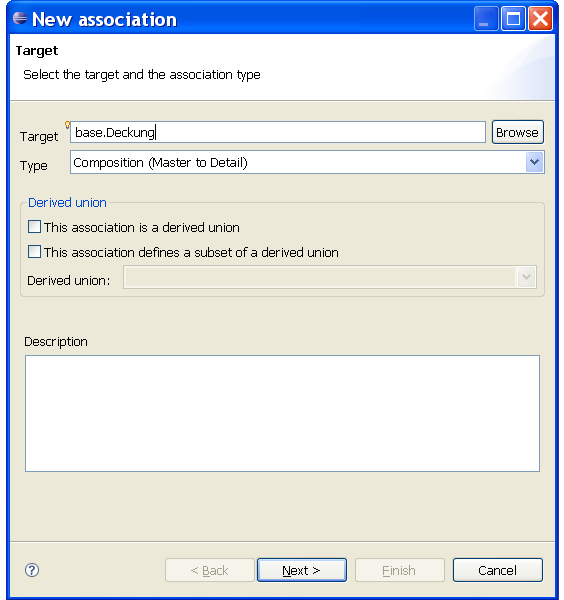 New association
Target
Select the target and the association type
Target base.Deckung Browse
Type Composition (Master to Detail)
Derived union
This association is a derived union
This association defines a subset of a derived union
Derived union:
Description
? < Back Next > Finish Cancel